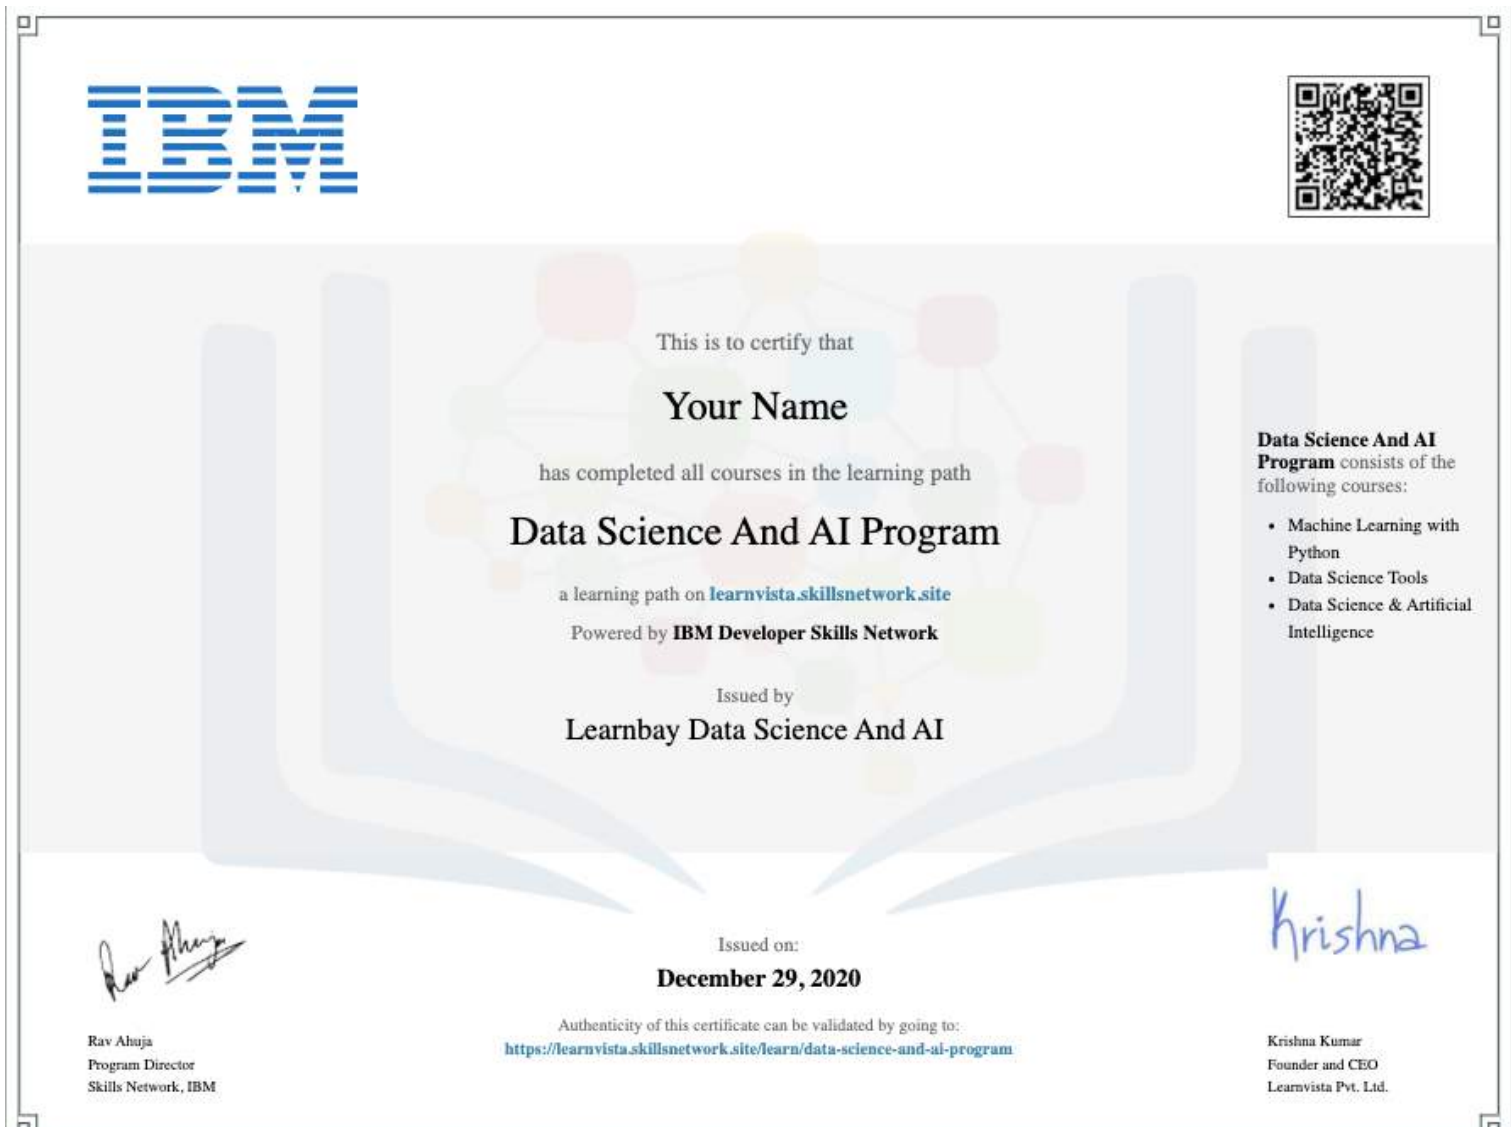 IBM
This is to certify that
Your Name
has completed all courses in the learning path
Data Science And AI Program
a learning path on learnvista.skillsnetwork.site
Powered by IBM Developer Skills Network
Issued by
Learnbay Data Science And AI
Data Science And AI
Program consists of the
following courses:
• Machine Learning with
Python
• Data Science Tools
• Data Science & Artificial
Intelligence
Rav Ahuja
Rav Ahuja
Program Director
Skills Network, IBM
Issued on:
December 29, 2020
Authenticity of this certificate can be validated by going to:
https://learnvista.skillsnetwork.site/learn/data-science-and-ai-program
Krishna
Krishna Kumar
Founder and CEO
Learnvista Pvt. Ltd.